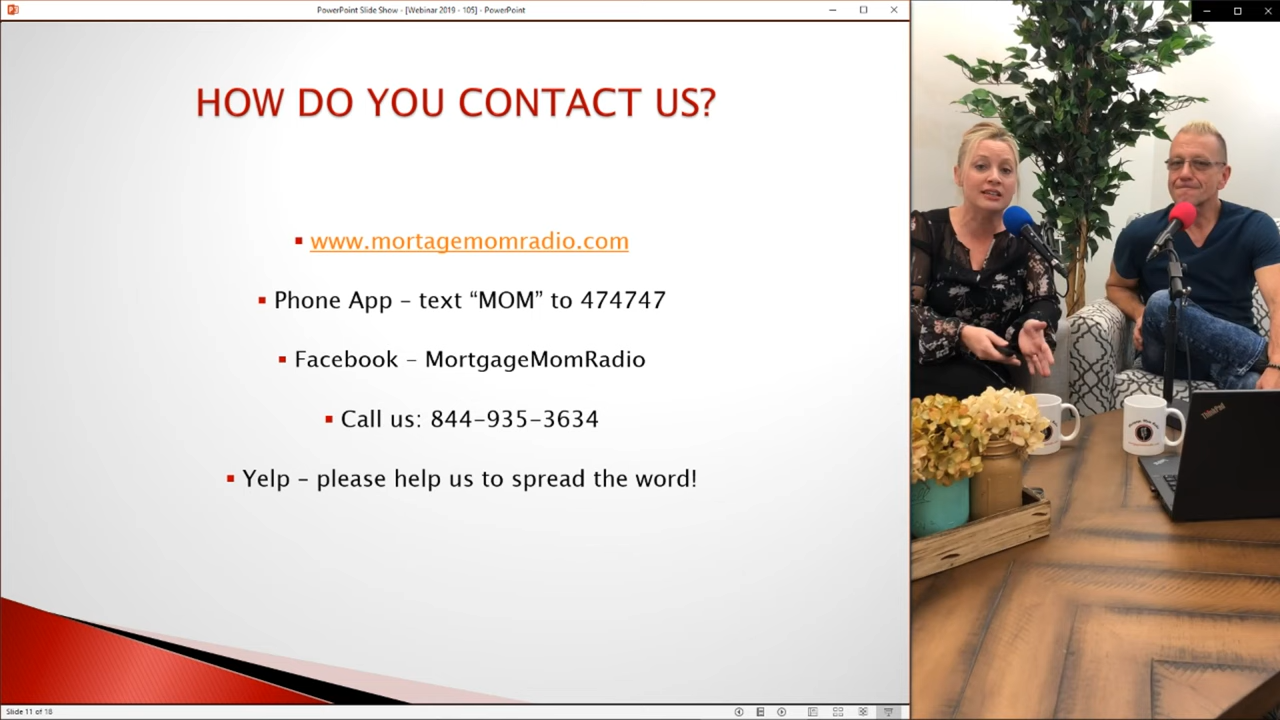 PowerPoint Slide Show - [Webinar 2019 - 105] - PowerPoint
HOW DO YOU CONTACT US?
▪ www.mortagemomradio.com
▪ Phone App – text “MOM” to 474747
▪ Facebook – MortgageMomRadio
▪ Call us: 844-935-3634
▪ Yelp – please help us to spread the word!
ThinkPad
Slide 11 of 18